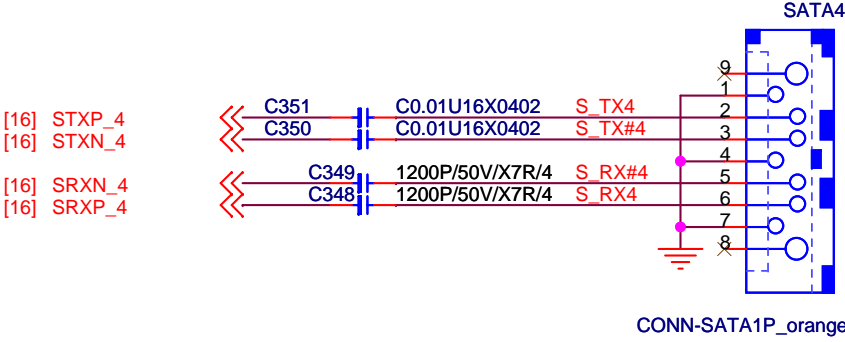 SATA4
9
1
C351 C0.01U16X0402 S_TX4 2
[16] STXP_4
C350 C0.01U16X0402 S_TX#4 3
[16] STXN_4
4
C349 1200P/50V/X7R/4 S_RX#4 5
[16] SRXN_4
C348 1200P/50V/X7R/4 S_RX4 6
[16] SRXP_4
7
8
CONN-SATA1P_orange